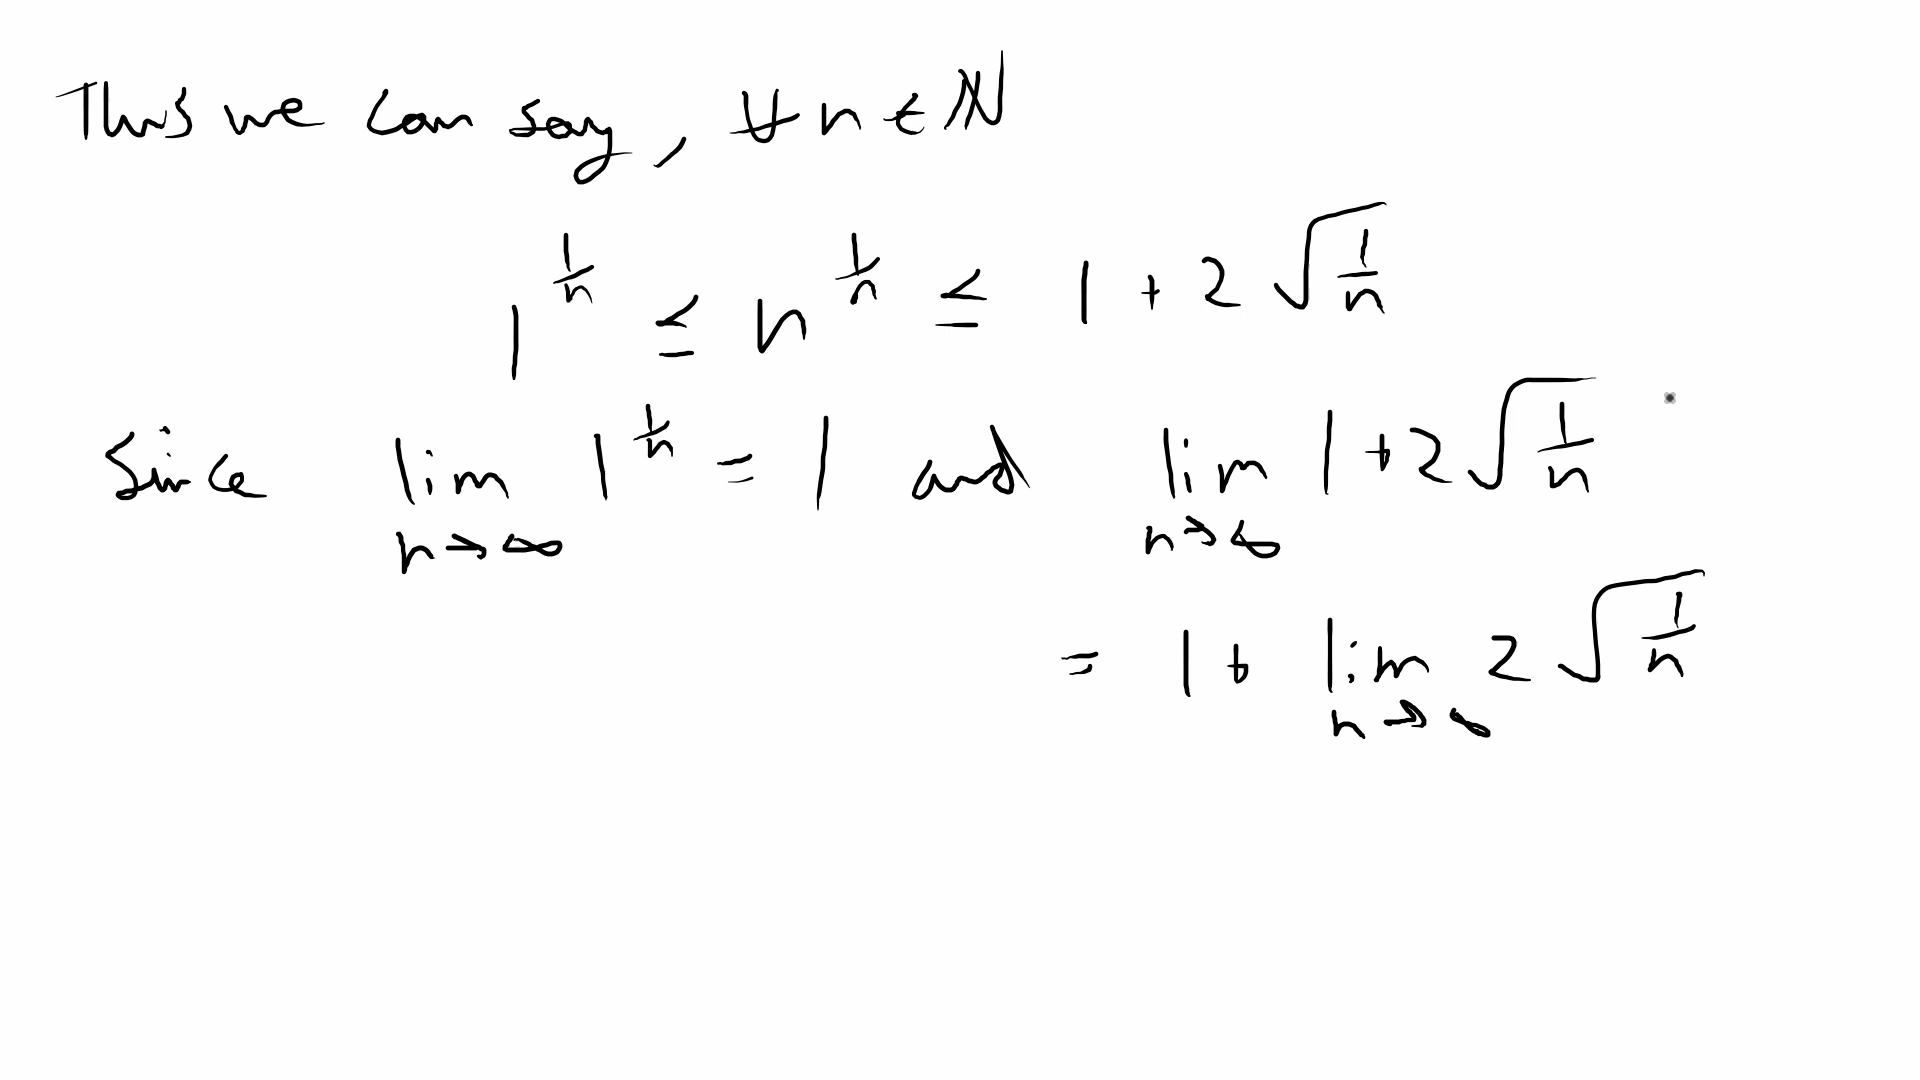 Thus we can say, ∀ n ∈ ℕ
1^{1/n} ≤ n^{1/n} ≤ 1 + 2√(1/n)
Since lim_{n→∞} 1^{1/n} = 1 and lim_{n→∞} 1 + 2√(1/n)
= 1 + lim_{n→∞} 2√(1/n)